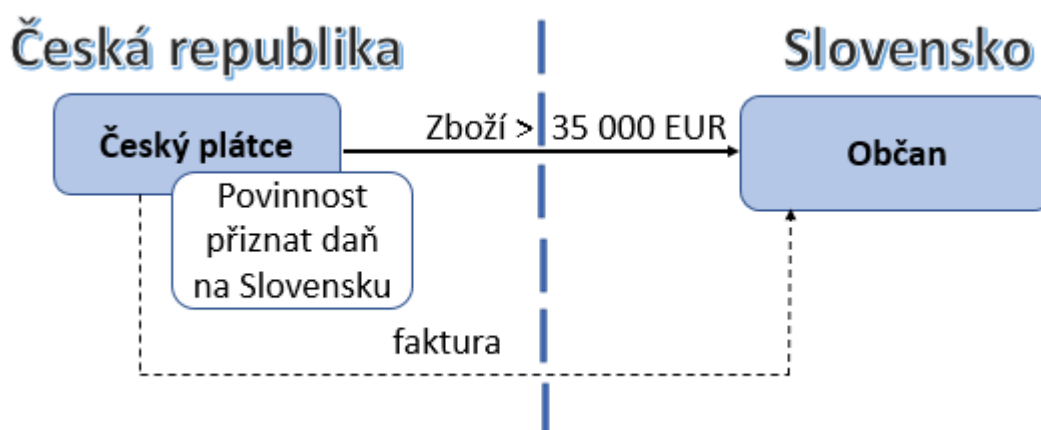 Česká republika
Slovensko
Český plátce
Zboží > 35 000 EUR
Občan
Povinnost
přiznat daň
na Slovensku
faktura